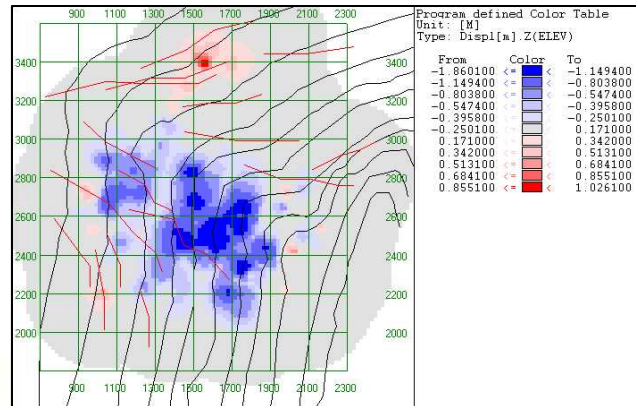 900 1100 1300 1500 1700 1900 2100 2300
3400 3400
3200 3200
3000 3000
2800 2800
2600 2600
2400 2400
2200 2200
2000 2000
900 1100 1300 1500 1700 1900 2100 2300
Program defined Color Table
Unit: [M]
Type: Displ[m].Z(ELEV)
From Color To
-1.860100 <= < -1.149400
-1.149400 <= < -0.803800
-0.803800 <= < -0.547400
-0.547400 <= < -0.395800
-0.395800 <= < -0.250100
-0.250100 <= < 0.171000
0.171000 <= < 0.342000
0.342000 <= < 0.513100
0.513100 <= < 0.684100
0.684100 <= < 0.855100
0.855100 <= < 1.026100